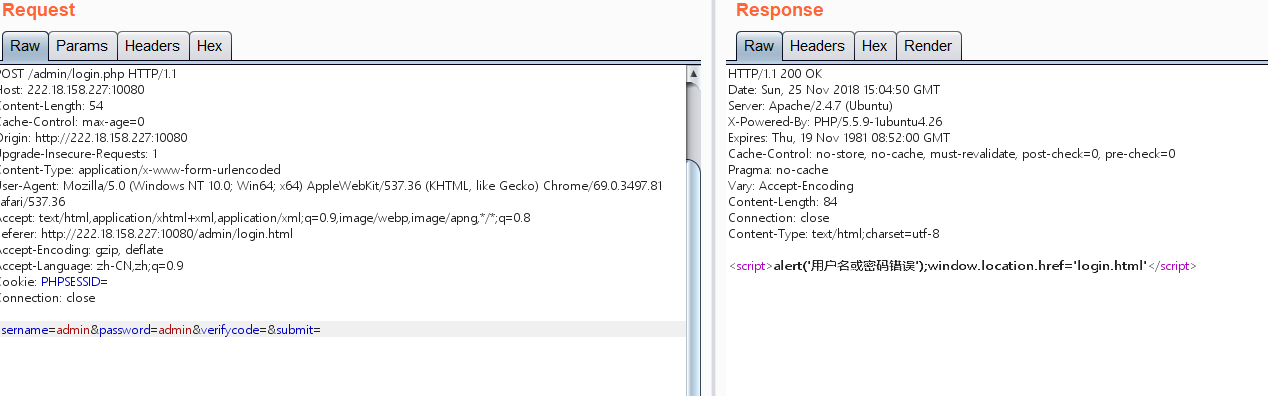 Request
Raw Params Headers Hex
POST /admin/login.php HTTP/1.1
Host: 222.18.158.227:10080
Content-Length: 54
Cache-Control: max-age=0
Origin: http://222.18.158.227:10080
Upgrade-Insecure-Requests: 1
Content-Type: application/x-www-form-urlencoded
User-Agent: Mozilla/5.0 (Windows NT 10.0; Win64; x64) AppleWebKit/537.36 (KHTML, like Gecko) Chrome/69.0.3497.81
afari/537.36
Accept: text/html,application/xhtml+xml,application/xml;q=0.9,image/webp,image/apng,*/*;q=0.8
Referer: http://222.18.158.227:10080/admin/login.html
Accept-Encoding: gzip, deflate
Accept-Language: zh-CN,zh;q=0.9
Cookie: PHPSESSID=
Connection: close
sername=admin&password=admin&verifycode=&submit=
Response
Raw Headers Hex Render
HTTP/1.1 200 OK
Date: Sun, 25 Nov 2018 15:04:50 GMT
Server: Apache/2.4.7 (Ubuntu)
X-Powered-By: PHP/5.5.9-1ubuntu4.26
Expires: Thu, 19 Nov 1981 08:52:00 GMT
Cache-Control: no-store, no-cache, must-revalidate, post-check=0, pre-check=0
Pragma: no-cache
Vary: Accept-Encoding
Content-Length: 84
Connection: close
Content-Type: text/html;charset=utf-8
<script>alert('用户名或密码错误');window.location.href='login.html'</script>